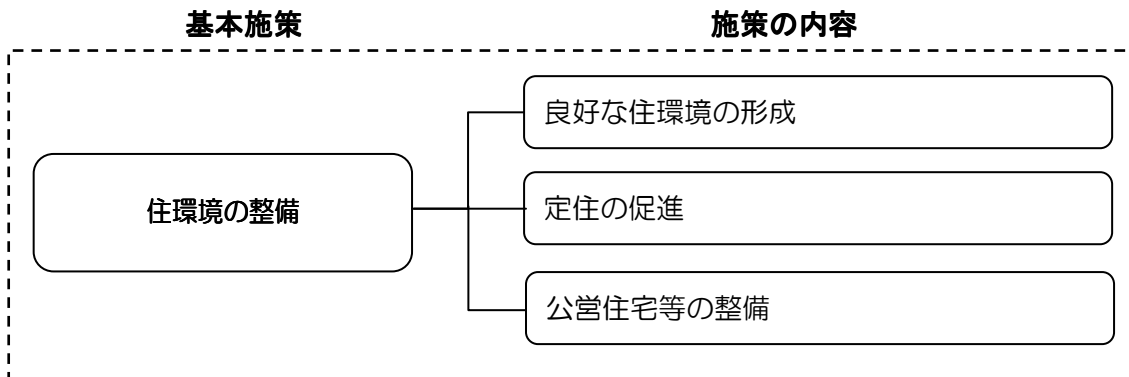 基本施策
施策の内容
住環境の整備
良好な住環境の形成
定住の促進
公営住宅等の整備